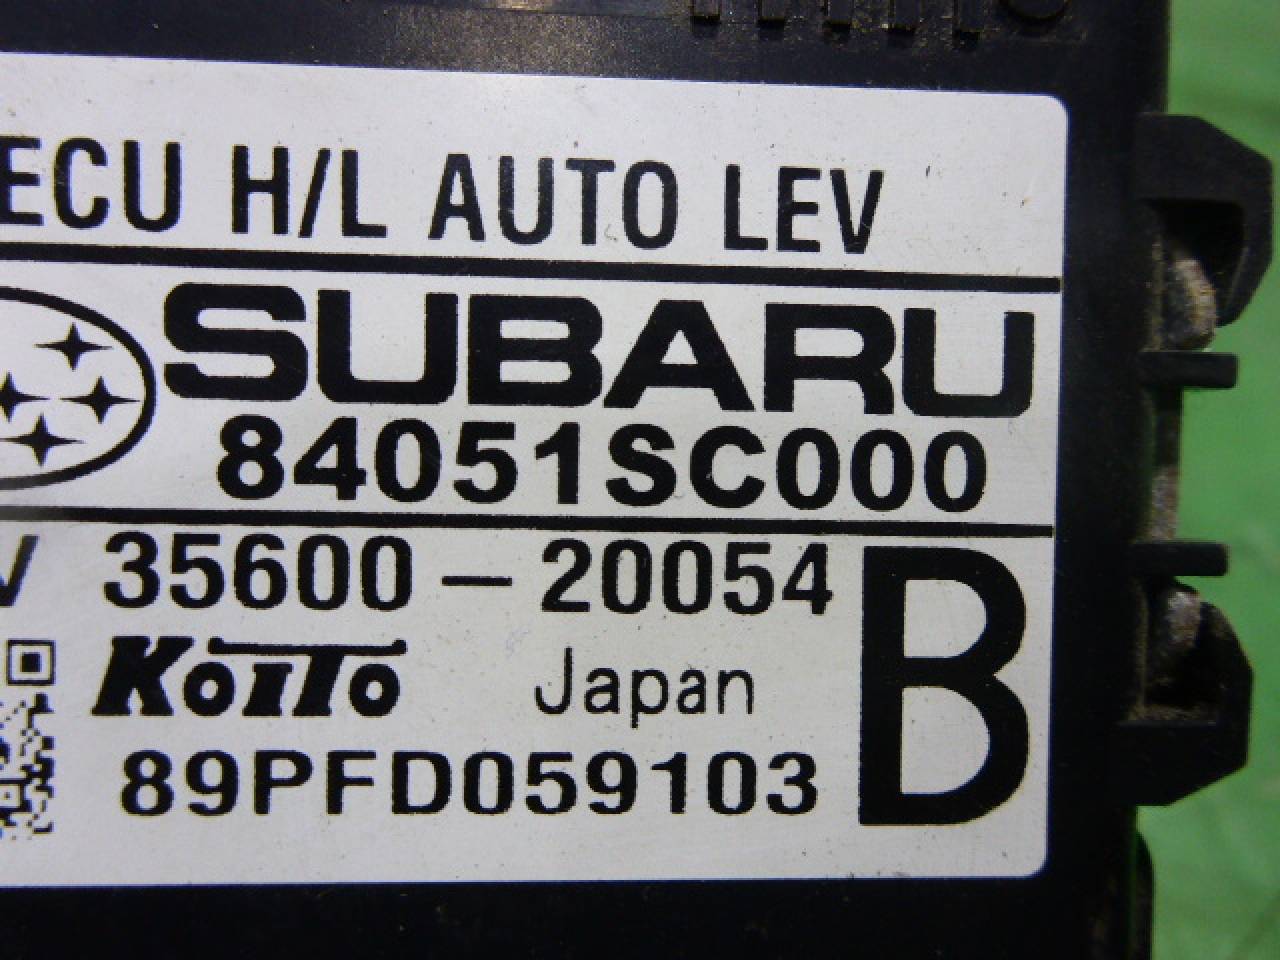 ECU H/L AUTO LEV
SUBARU
84051SC000
V 35600-20054
B
KOITO Japan
89PFD059103